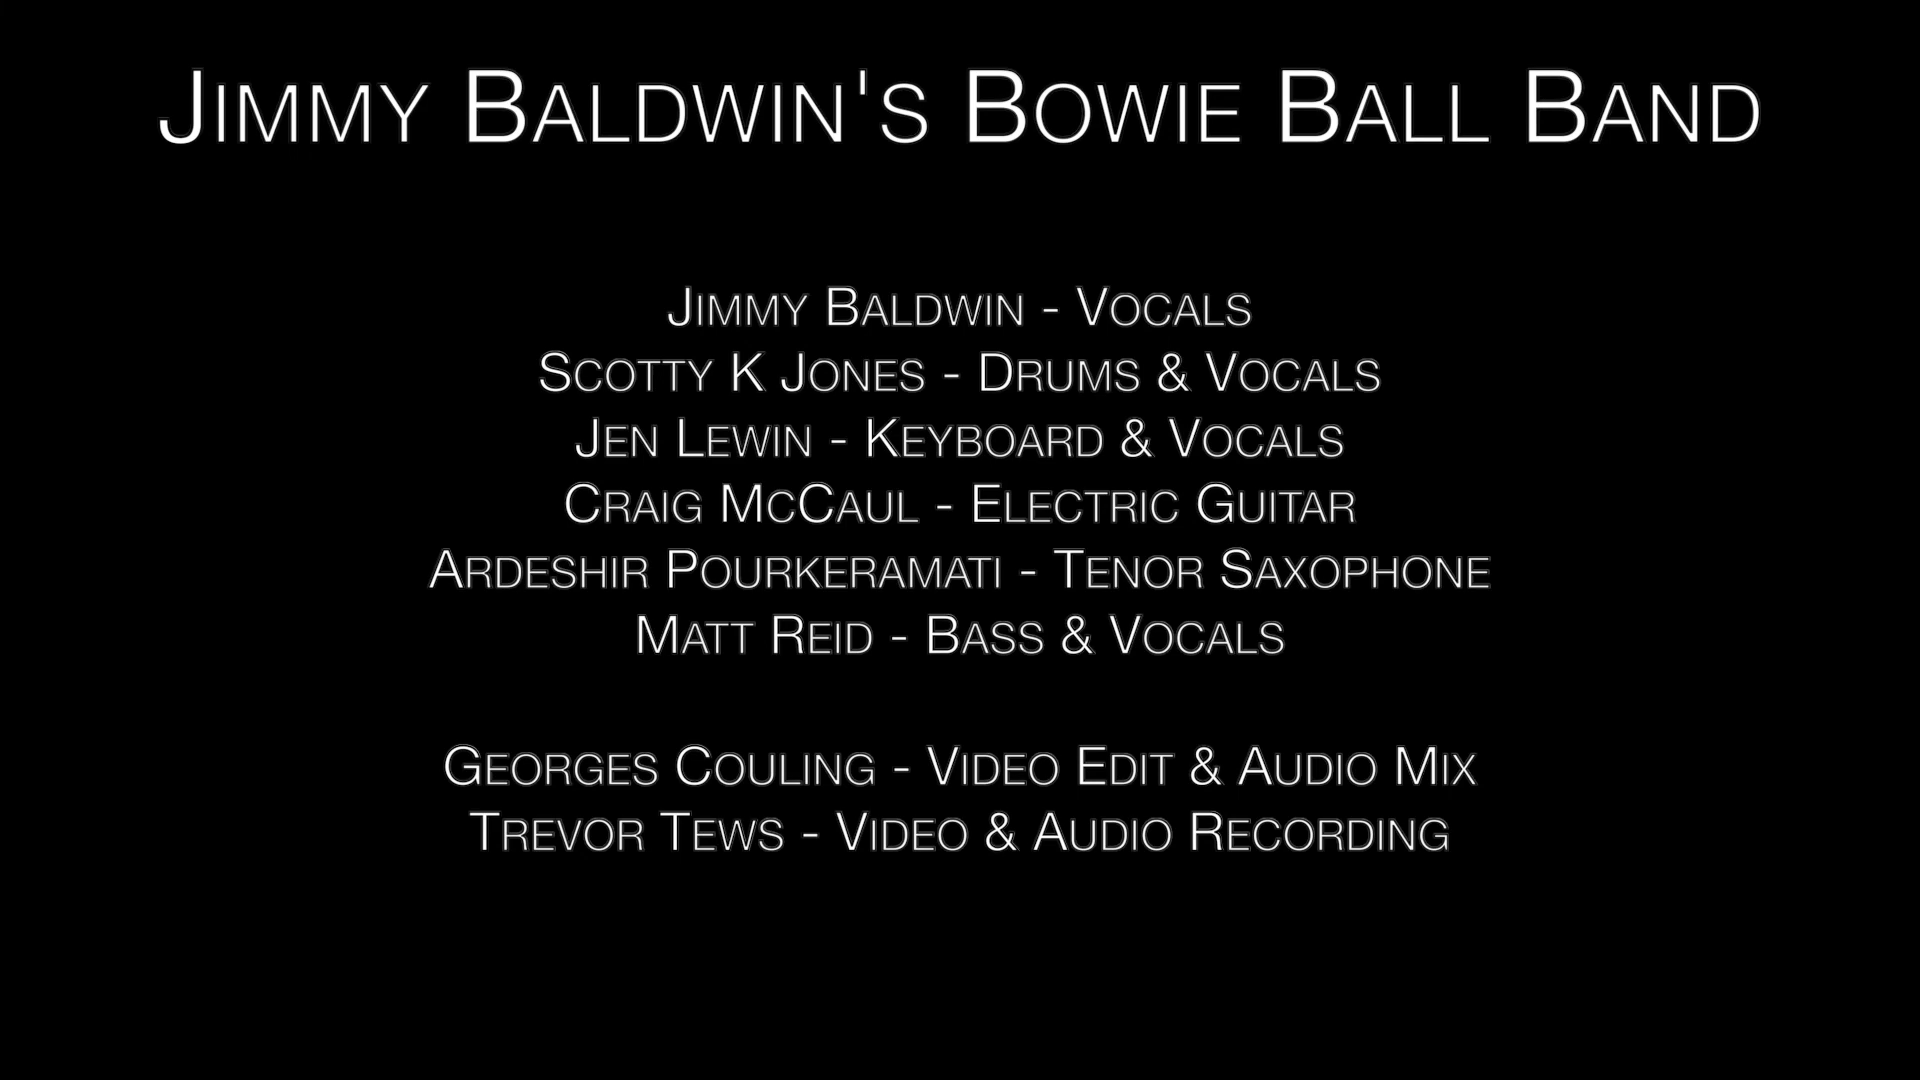 Jimmy Baldwin's Bowie Ball Band
Jimmy Baldwin - Vocals
Scotty K Jones - Drums & Vocals
Jen Lewin - Keyboard & Vocals
Craig McCaul - Electric Guitar
Ardeshir Pourkeramati - Tenor Saxophone
Matt Reid - Bass & Vocals
Georges Couling - Video Edit & Audio Mix
Trevor Tews - Video & Audio Recording